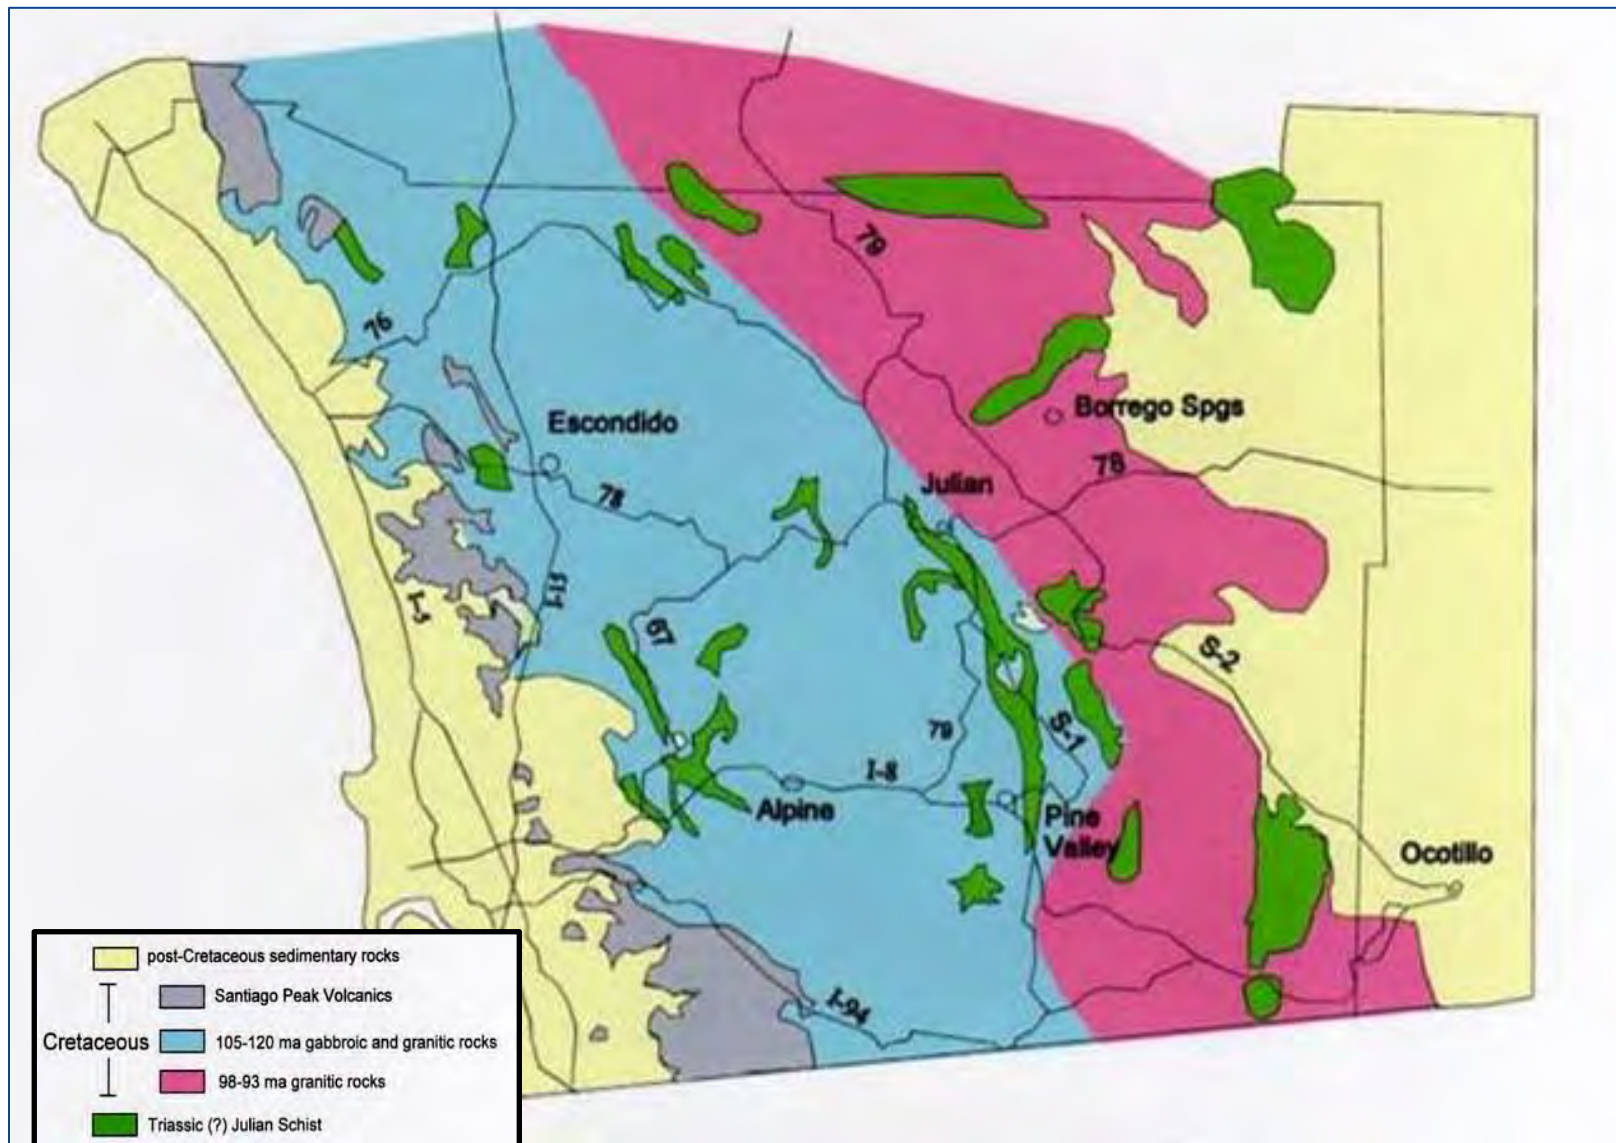 79
76
Escondido
Borrego Spgs
78
Julian
78
I-5
I-15
67
S-2
79
S-1
I-8
Alpine
Pine
Valley
Ocotillo
I-94
post-Cretaceous sedimentary rocks
Santiago Peak Volcanics
Cretaceous
105-120 ma gabbroic and granitic rocks
98-93 ma granitic rocks
Triassic (?) Julian Schist